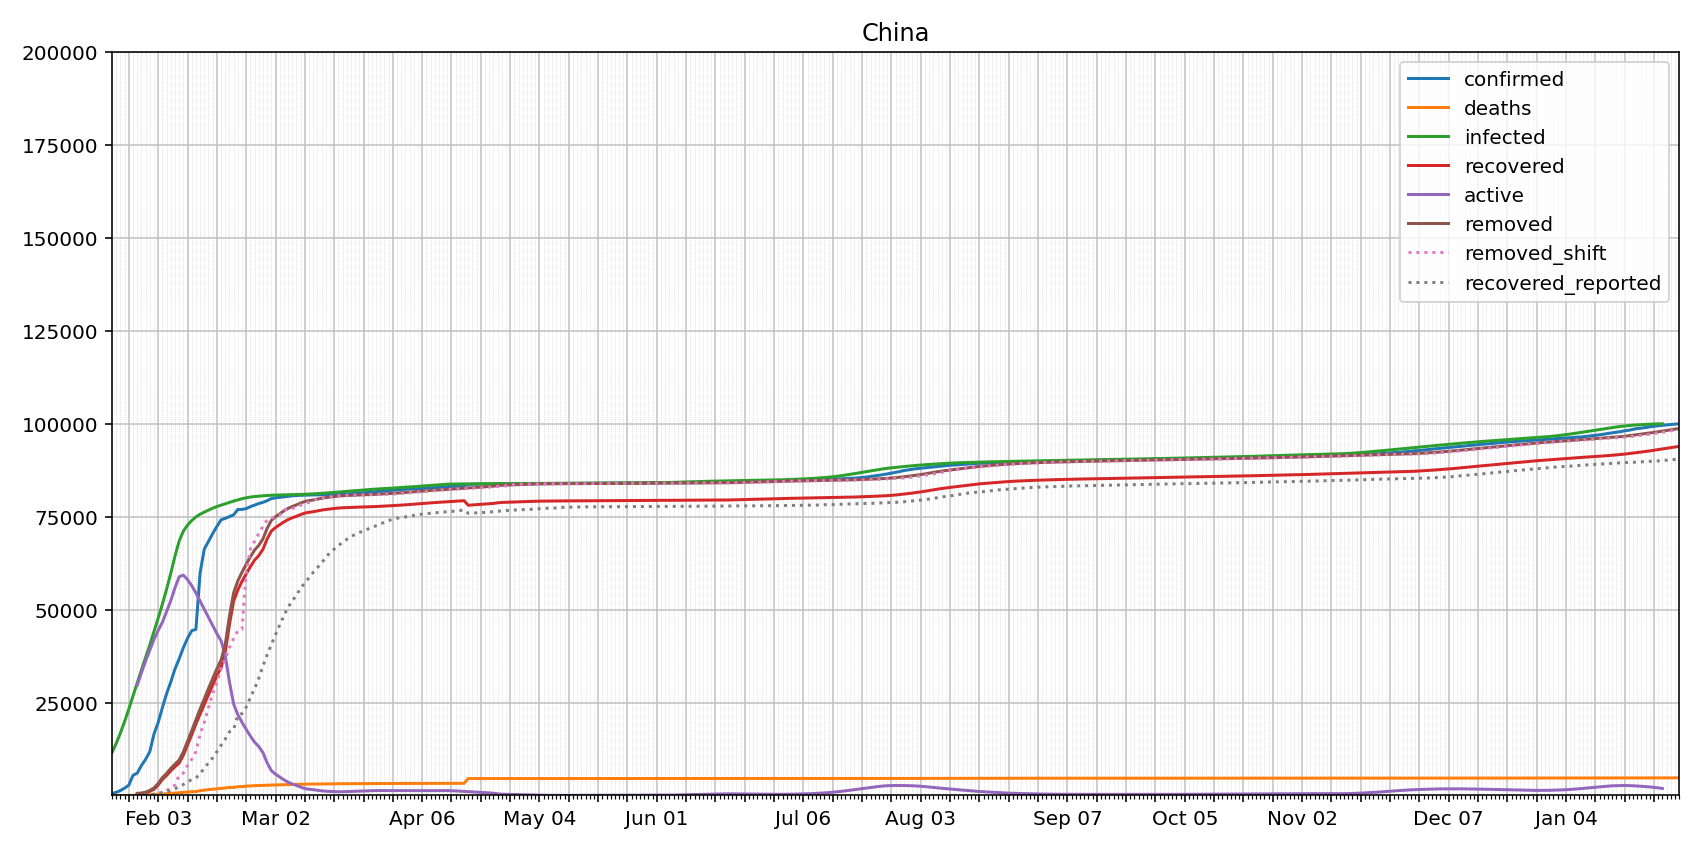 China
200000
175000
150000
125000
100000
75000
50000
25000
confirmed
deaths
infected
recovered
active
removed
removed_shift
recovered_reported
Feb 03 Mar 02 Apr 06 May 04 Jun 01 Jul 06 Aug 03 Sep 07 Oct 05 Nov 02 Dec 07 Jan 04